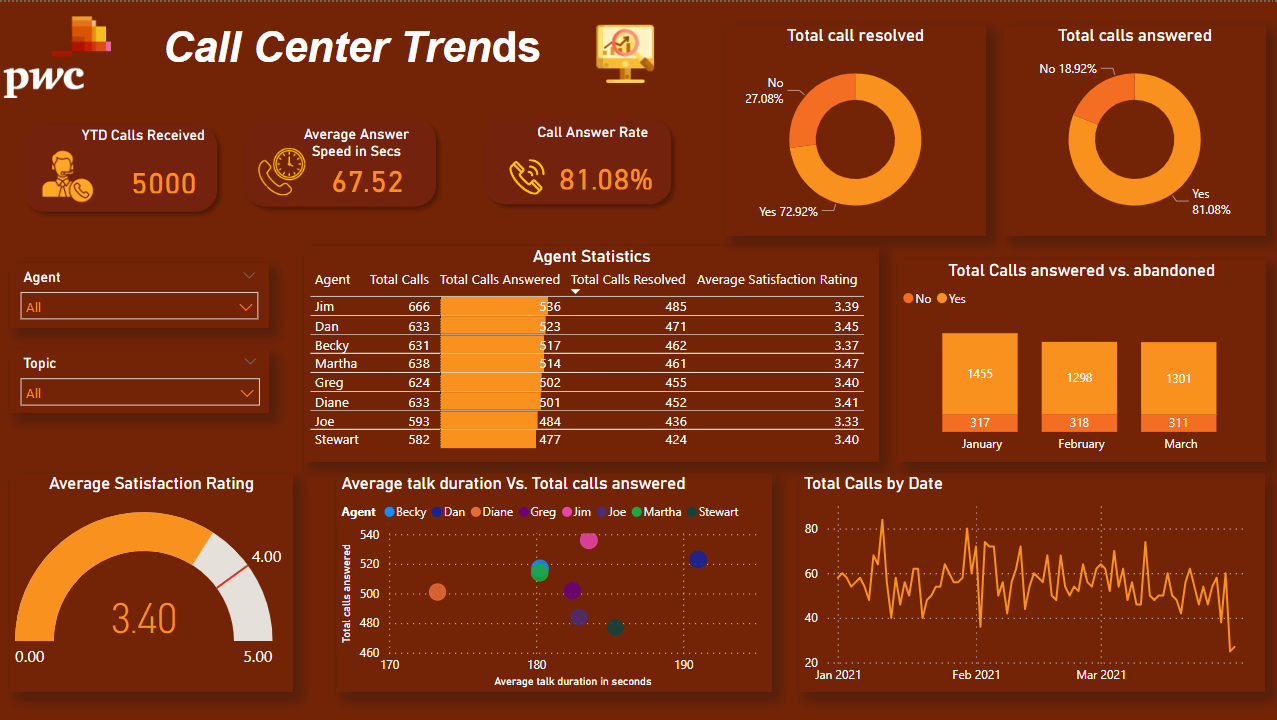 pwc
Call Center Trends
YTD Calls Received
5000
Average Answer
Speed in Secs
67.52
Call Answer Rate
81.08%
Total call resolved
No
27.08%
Yes 72.92%
Total calls answered
No 18.92%
Yes
81.08%
Agent
All
Topic
All
Agent Statistics
Agent Total Calls Total Calls Answered Total Calls Resolved Average Satisfaction Rating
Jim 666 536 485 3.39
Dan 633 523 471 3.45
Becky 631 517 462 3.37
Martha 638 514 461 3.47
Greg 624 502 455 3.40
Diane 633 501 452 3.41
Joe 593 484 436 3.33
Stewart 582 477 424 3.40
Total Calls answered vs. abandoned
No Yes
1455 1298 1301
317 318 311
January February March
Average Satisfaction Rating
4.00
3.40
0.00 5.00
Average talk duration Vs. Total calls answered
Agent Becky Dan Diane Greg Jim Joe Martha Stewart
Total calls answered
540
520
500
480
460
170 180 190
Average talk duration in seconds
Total Calls by Date
80
60
40
20
Jan 2021 Feb 2021 Mar 2021